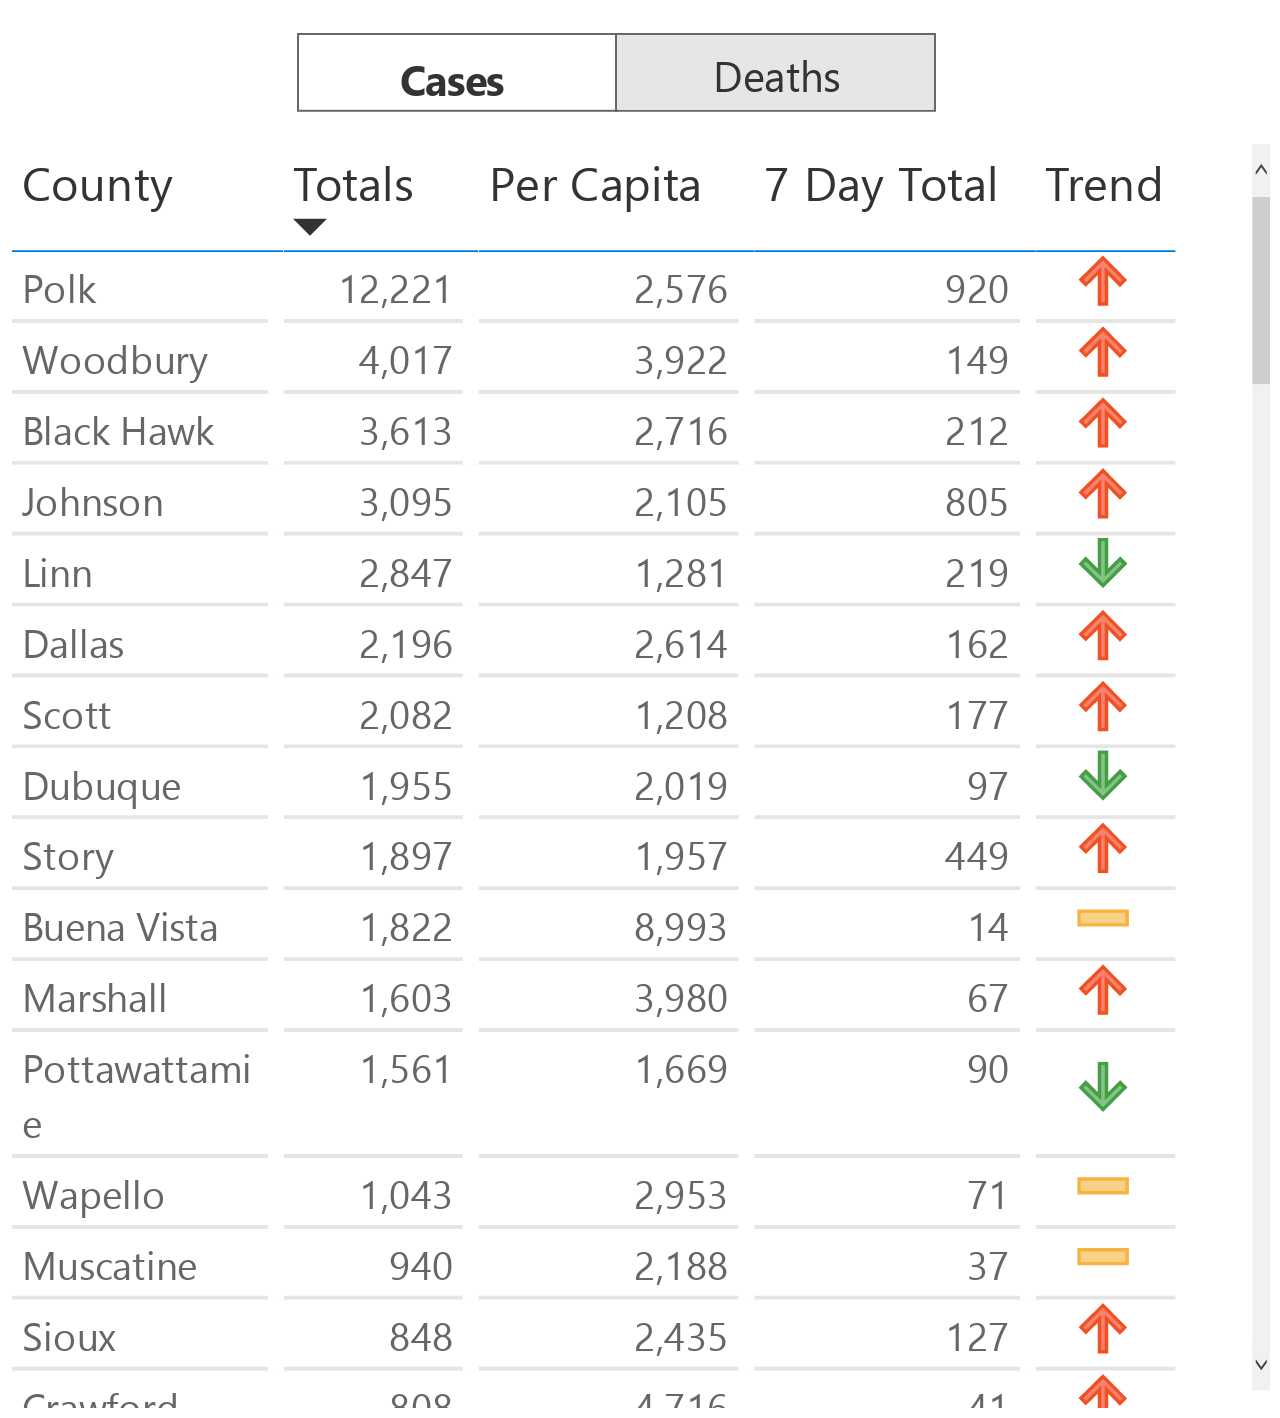 Cases Deaths
County Totals Per Capita 7 Day Total Trend
Polk 12,221 2,576 920
Woodbury 4,017 3,922 149
Black Hawk 3,613 2,716 212
Johnson 3,095 2,105 805
Linn 2,847 1,281 219
Dallas 2,196 2,614 162
Scott 2,082 1,208 177
Dubuque 1,955 2,019 97
Story 1,897 1,957 449
Buena Vista 1,822 8,993 14
Marshall 1,603 3,980 67
Pottawattami 1,561 1,669 90
e
Wapello 1,043 2,953 71
Muscatine 940 2,188 37
Sioux 848 2,435 127
Crawford 808 4,716 41